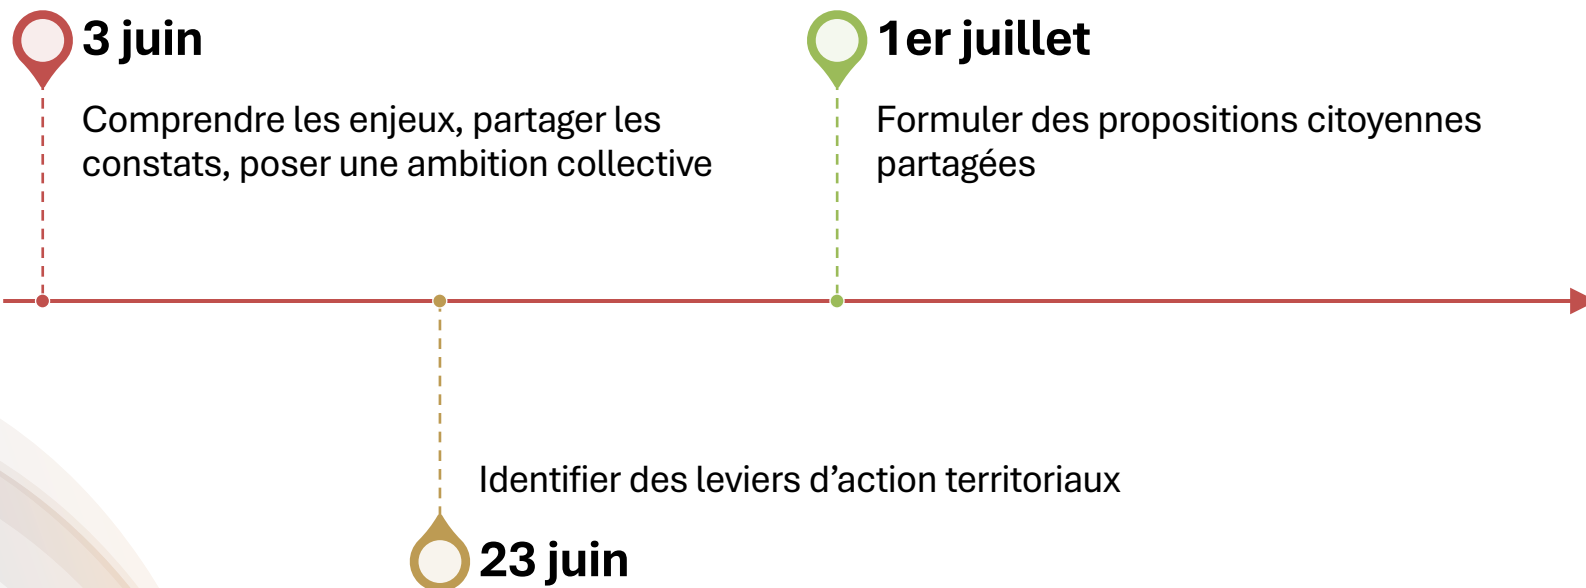 3 juin
Comprendre les enjeux, partager les
constats, poser une ambition collective
1er juillet
Formuler des propositions citoyennes
partagées
Identifier des leviers d’action territoriaux
23 juin